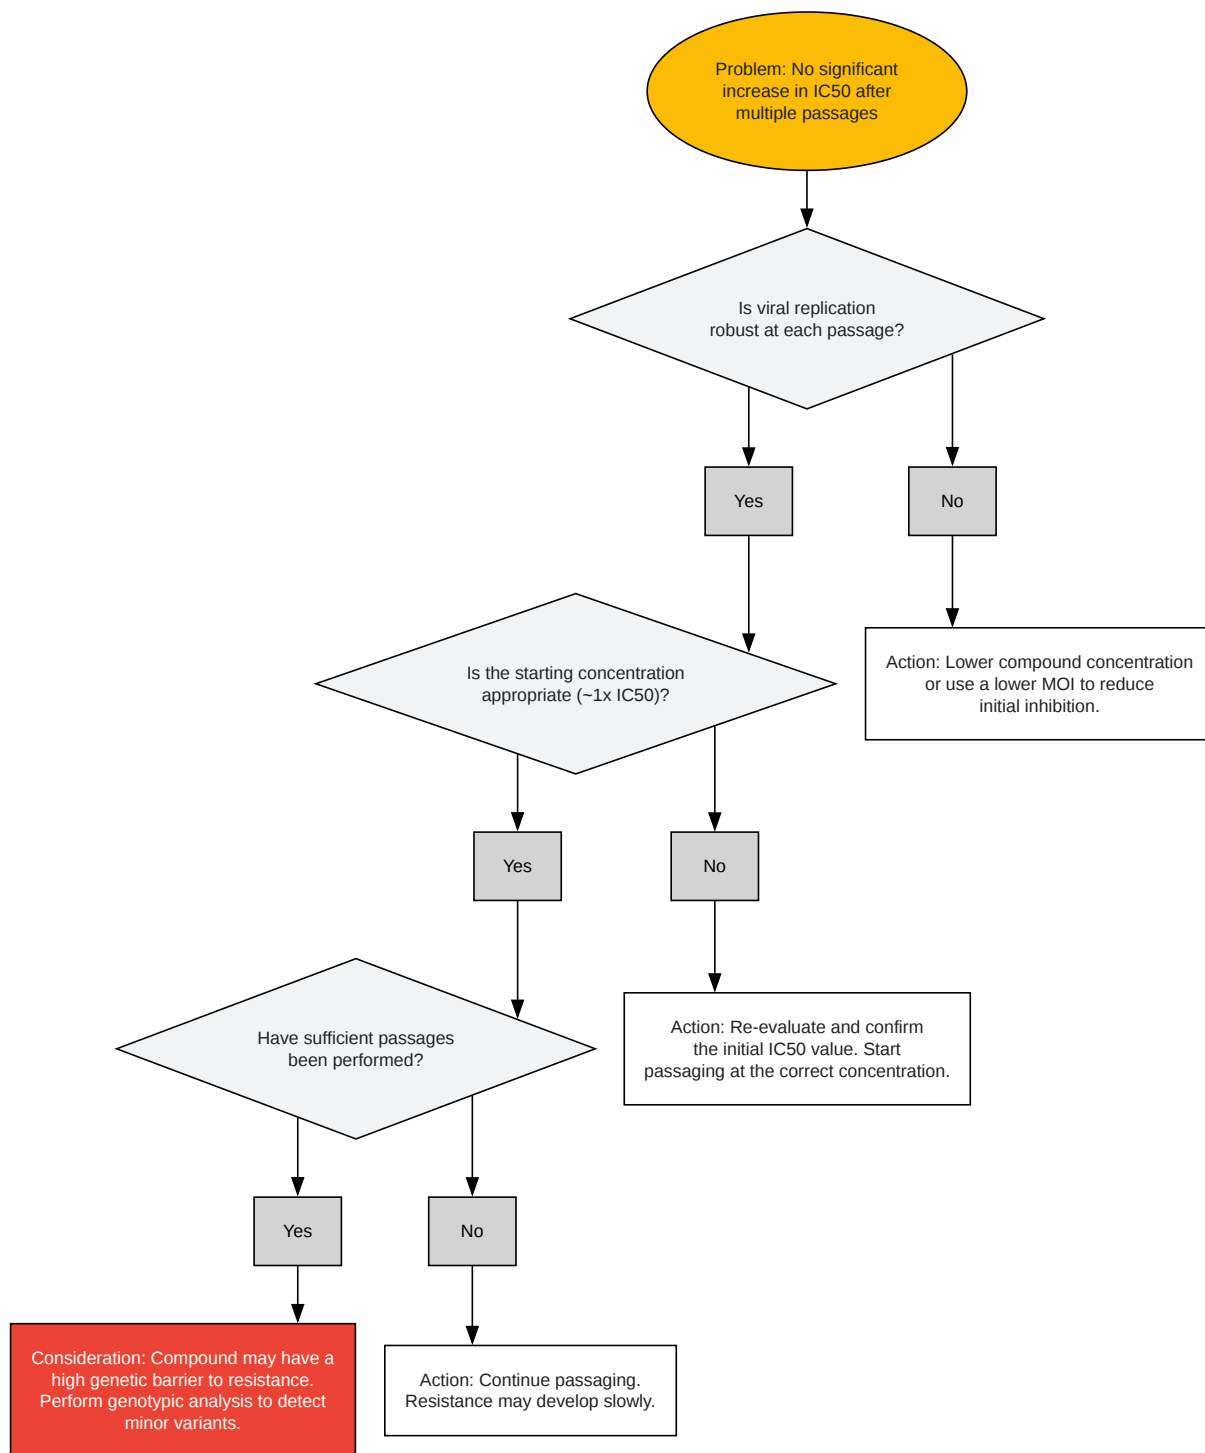 Problem: No significant
increase in IC50 after
multiple passages
Is viral replication
robust at each passage?
Yes
No
Action: Lower compound concentration
or use a lower MOI to reduce
initial inhibition.
Is the starting concentration
appropriate (~1x IC50)?
Yes
No
Action: Re-evaluate and confirm
the initial IC50 value. Start
passaging at the correct concentration.
Have sufficient passages
been performed?
Yes
No
Consideration: Compound may have a
high genetic barrier to resistance.
Perform genotypic analysis to detect
minor variants.
Action: Continue passaging.
Resistance may develop slowly.